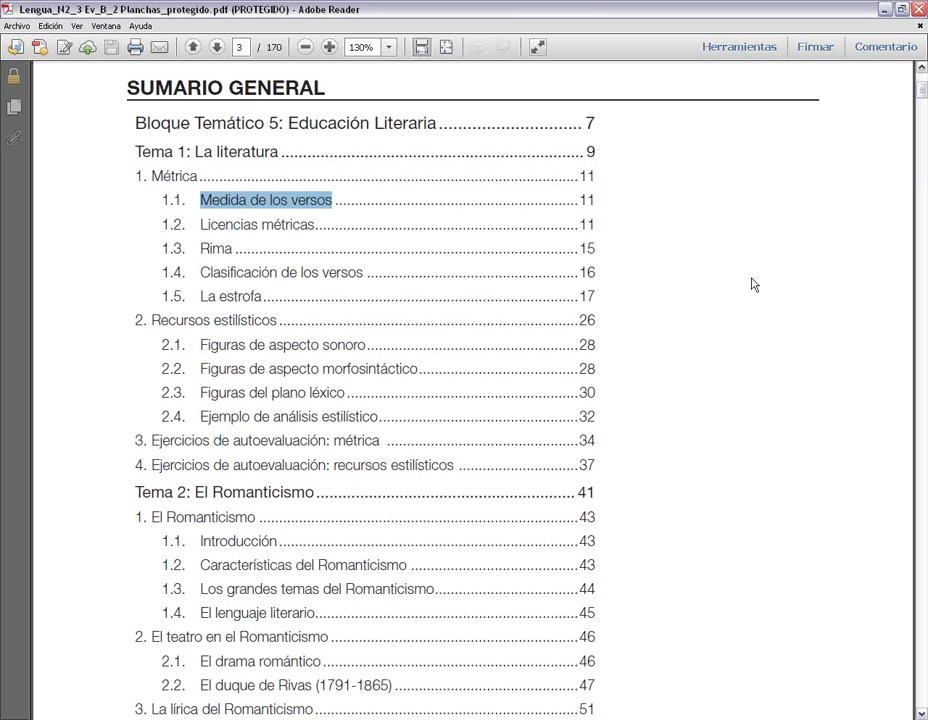 Lengua_N2_3 Ev_B_2 Planchas_protegido.pdf (PROTEGIDO) - Adobe Reader
Archivo Edición Ver Ventana Ayuda
3 / 170 130% Herramientas Firmar Comentario
SUMARIO GENERAL
Bloque Temático 5: Educación Literaria.............................. 7
Tema 1: La literatura ............................................................ 9
1. Métrica.................................................................................11
1.1. Medida de los versos ....................................................11
1.2. Licencias métricas.........................................................11
1.3. Rima ..............................................................................15
1.4. Clasificación de los versos ............................................16
1.5. La estrofa.......................................................................17
2. Recursos estilísticos ................................................................26
2.1. Figuras de aspecto sonoro............................................28
2.2. Figuras de aspecto morfosintáctico...............................28
2.3. Figuras del plano léxico .................................................30
2.4. Ejemplo de análisis estilístico.........................................32
3. Ejercicios de autoevaluación: métrica ........................................34
4. Ejercicios de autoevaluación: recursos estilísticos .........................37
Tema 2: El Romanticismo .................................................... 41
1. El Romanticismo .....................................................................43
1.1. Introducción ...................................................................43
1.2. Características del Romanticismo ..................................43
1.3. Los grandes temas del Romanticismo............................44
1.4. El lenguaje literario.........................................................45
2. El teatro en el Romanticismo ....................................................46
2.1. El drama romántico .......................................................46
2.2. El duque de Rivas (1791-1865) ......................................47
3. La lírica del Romanticismo .......................................................51